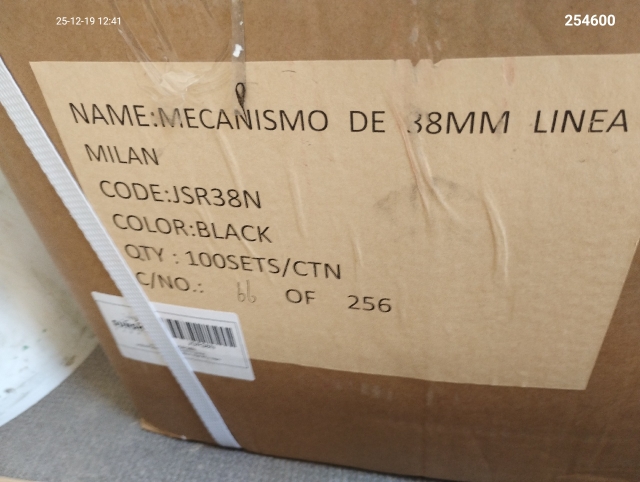 25-12-19 12:41
254600
NAME:MECANISMO DE 38MM LINEA
MILAN
CODE:JSR38N
COLOR:BLACK
QTY : 100SETS/CTN
C/NO.: 66 OF 256